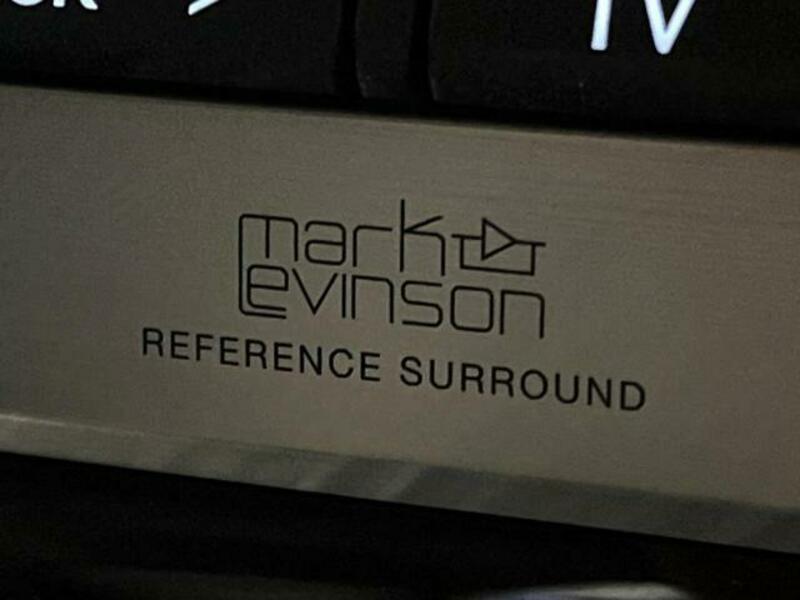 TV
mark
Levinson
REFERENCE SURROUND